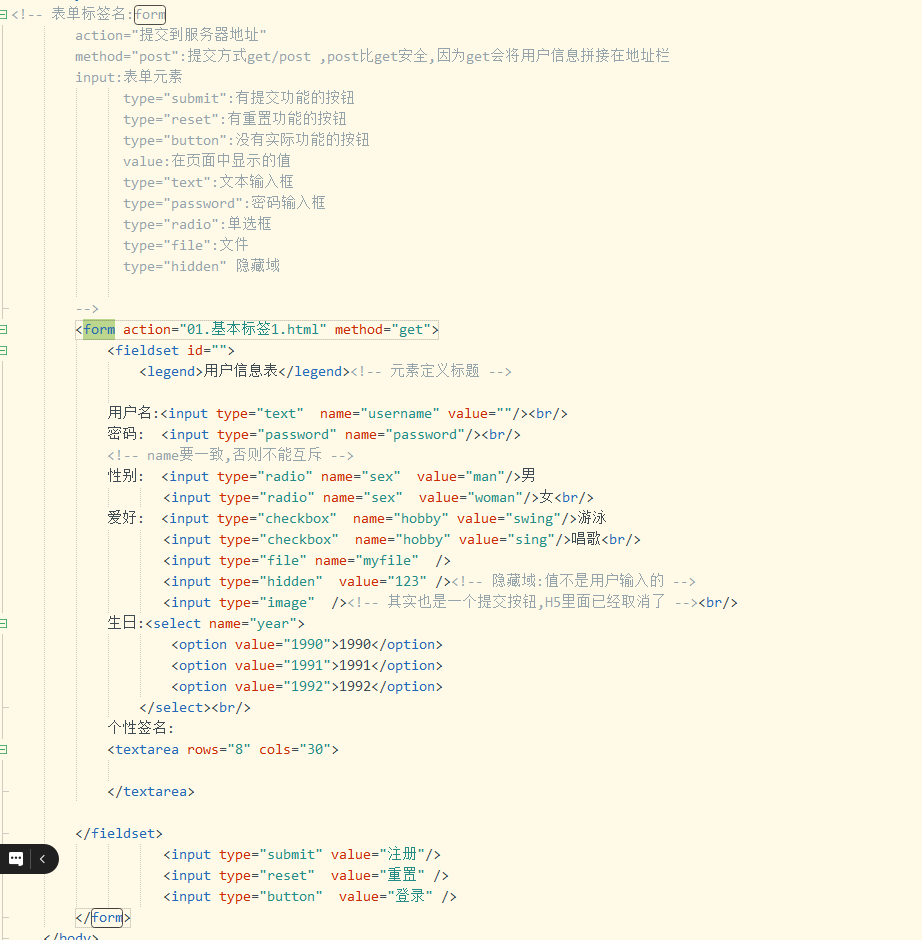 <!-- 表单标签名:form
action="提交到服务器地址"
method="post":提交方式get/post ,post比get安全,因为get会将用户信息拼接在地址栏
input:表单元素
type="submit":有提交功能的按钮
type="reset":有重置功能的按钮
type="button":没有实际功能的按钮
value:在页面中显示的值
type="text":文本输入框
type="password":密码输入框
type="radio":单选框
type="file":文件
type="hidden" 隐藏域
-->
<form action="01.基本标签1.html" method="get">
<fieldset id="">
<legend>用户信息表</legend><!-- 元素定义标题 -->
用户名:<input type="text"  name="username" value=""/><br/>
密码:  <input type="password" name="password"/><br/>
<!-- name要一致,否则不能互斥 -->
性别:  <input type="radio" name="sex"  value="man"/>男
<input type="radio" name="sex"  value="woman"/>女<br/>
爱好:  <input type="checkbox"  name="hobby" value="swing"/>游泳
<input type="checkbox"  name="hobby" value="sing"/>唱歌<br/>
<input type="file" name="myfile"  />
<input type="hidden"  value="123" /><!-- 隐藏域:值不是用户输入的 -->
<input type="image"  /><!-- 其实也是一个提交按钮,H5里面已经取消了 --><br/>
生日:<select name="year">
<option value="1990">1990</option>
<option value="1991">1991</option>
<option value="1992">1992</option>
</select><br/>
个性签名:
<textarea rows="8" cols="30">
</textarea>
</fieldset>
<input type="submit" value="注册"/>
<input type="reset"  value="重置" />
<input type="button"  value="登录" />
</form>
</body>